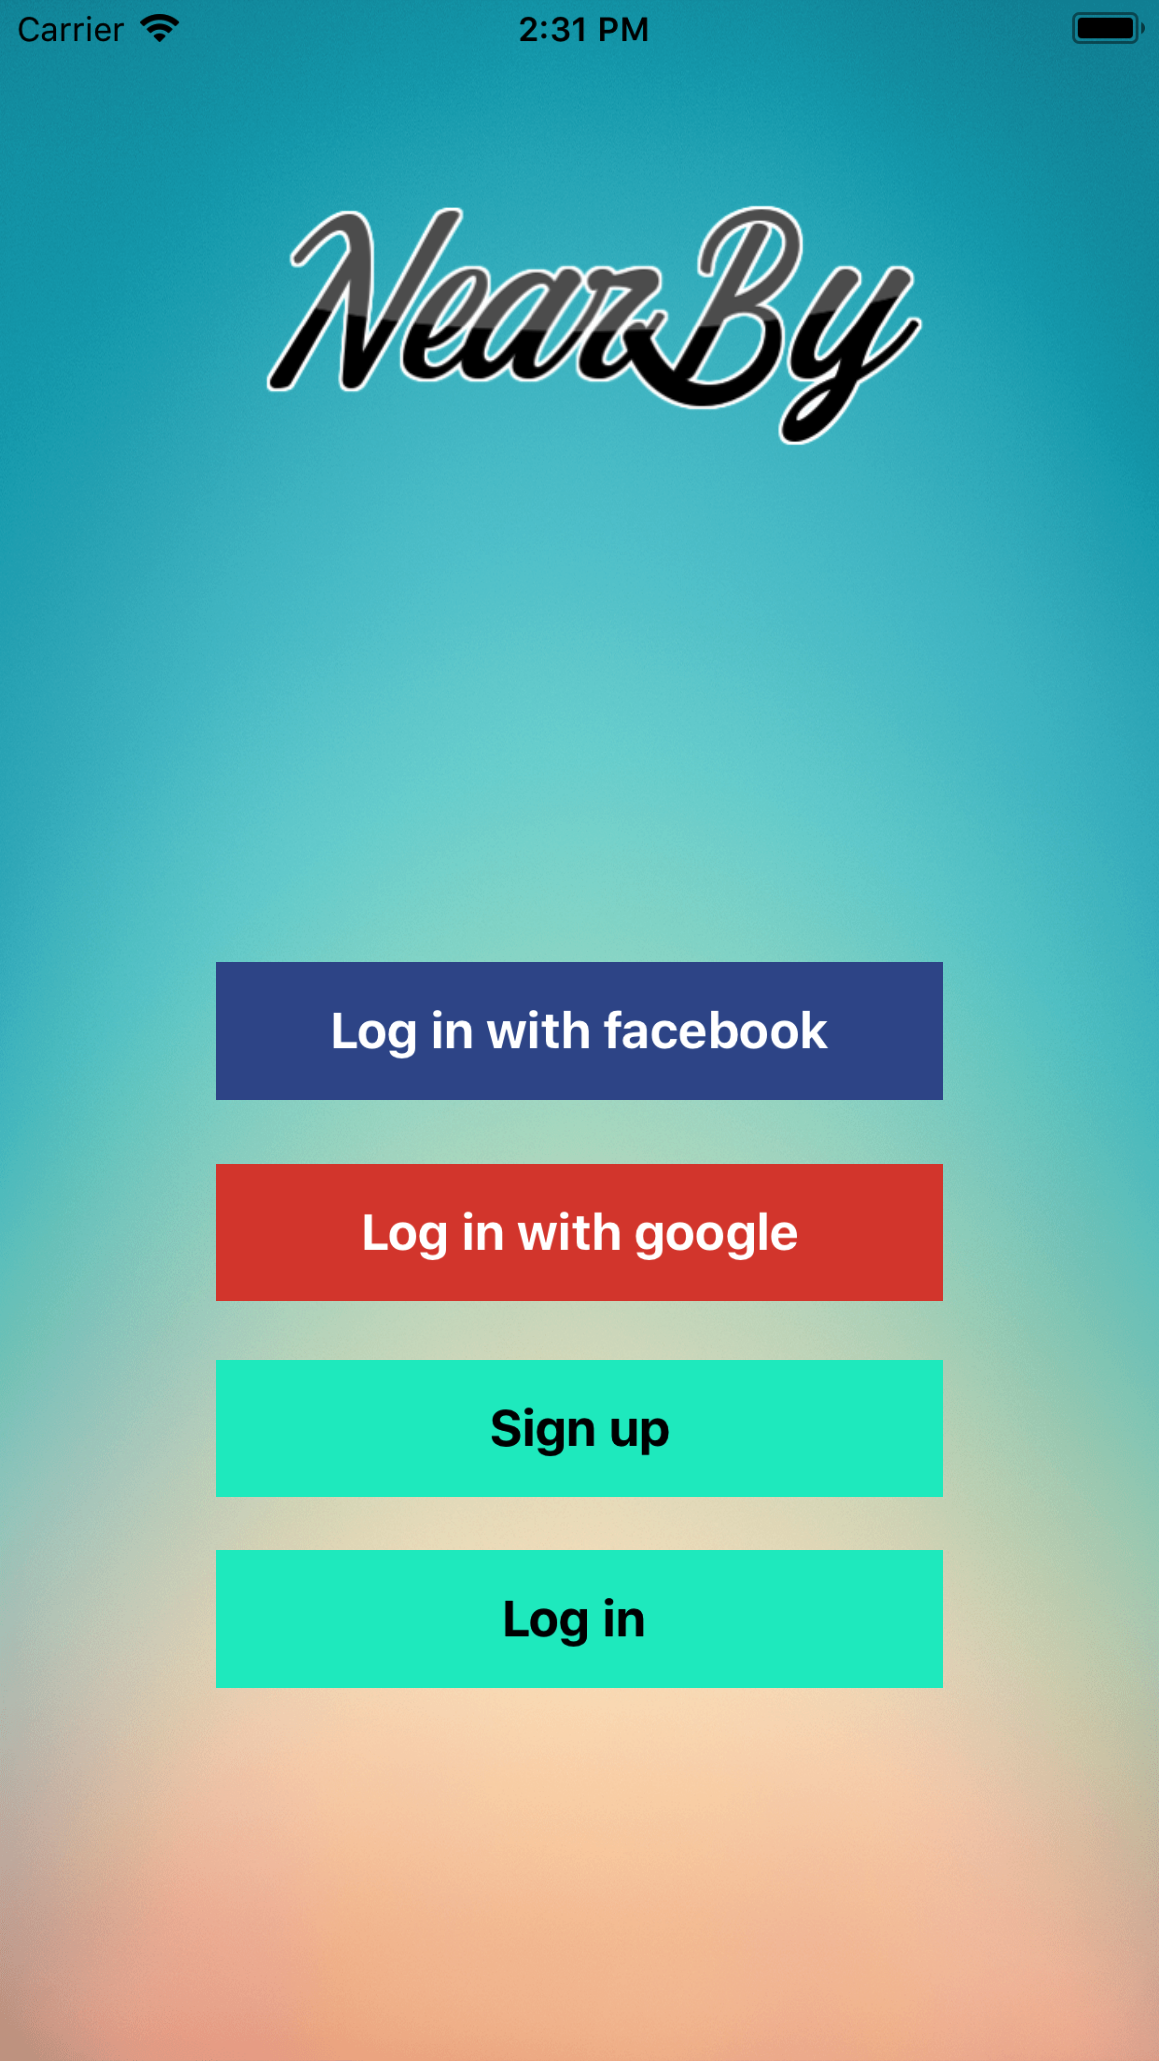 Carrier 2:31 PM
NearBy
Log in with facebook
Log in with google
Sign up
Log in